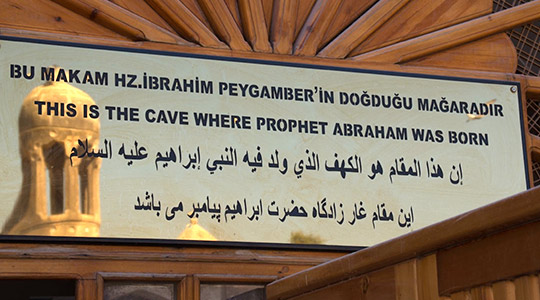 BU MAKAM HZ.İBRAHİM PEYGAMBER'İN DOĞDUĞU MAĞARADIR
THIS IS THE CAVE WHERE PROPHET ABRAHAM WAS BORN
إن هذا المقام هو الكهف الذي ولد فيه النبي إبراهيم عليه السلام
این مقام غار زادگاه حضرت ابراهیم پیامبر می باشد